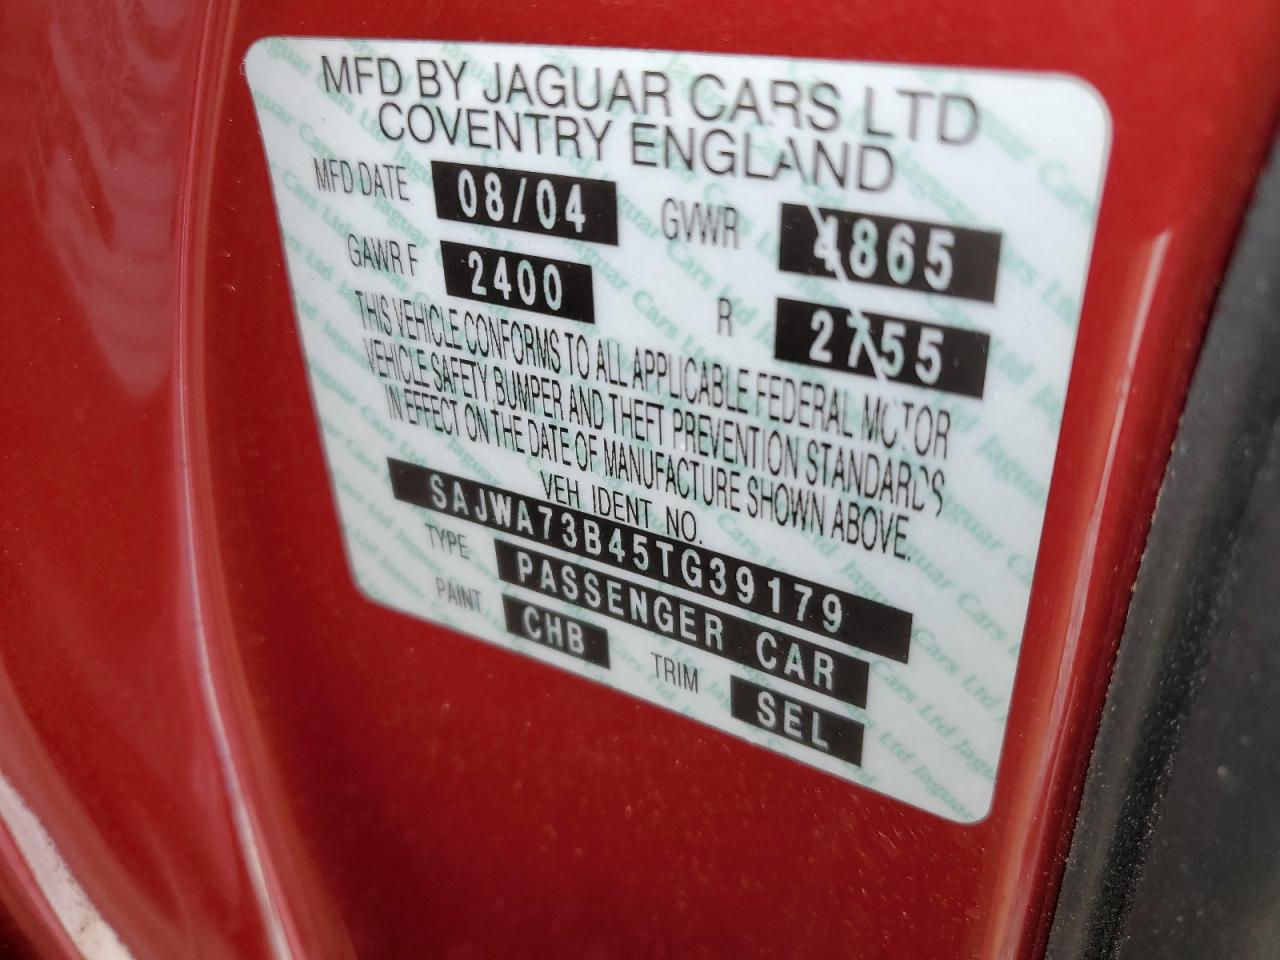 MFD BY JAGUAR CARS LTD
COVENTRY ENGLAND
MFD DATE 08/04 GVWR 4865
GAWR F 2400 R 2755
THIS VEHICLE CONFORMS TO ALL APPLICABLE FEDERAL MOTOR
VEHICLE SAFETY, BUMPER AND THEFT PREVENTION STANDARDS
IN EFFECT ON THE DATE OF MANUFACTURE SHOWN ABOVE.
VEH IDENT NO.
SAJWA73B45TG39179
TYPE PASSENGER CAR
PAINT CHB TRIM SEL